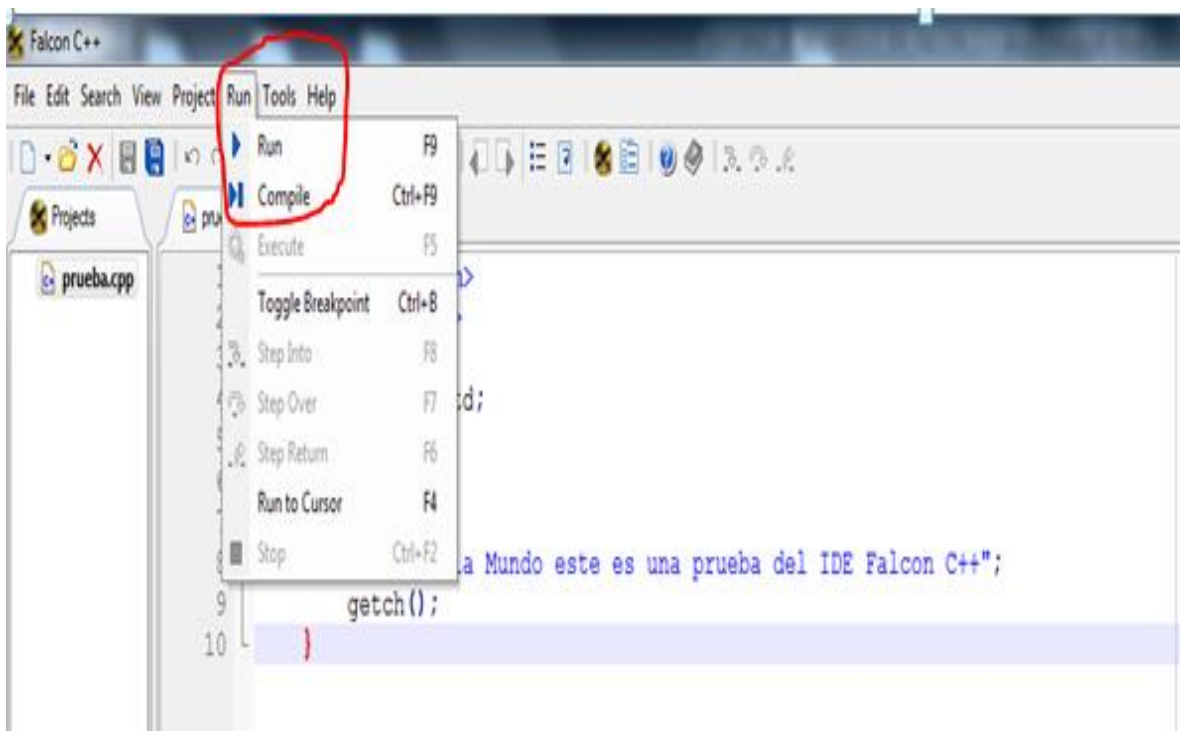 Falcon C++
File Edit Search View Project Run Tools Help
Run F9
Compile Ctrl+F9
Execute F5
Toggle Breakpoint Ctrl+B
Step Into F8
Step Over F7
Step Return F6
Run to Cursor F4
Stop Ctrl+F2
Projects
pru
prueba.cpp
>
d;
a Mundo este es una prueba del IDE Falcon C++";
9 getch();
10 }